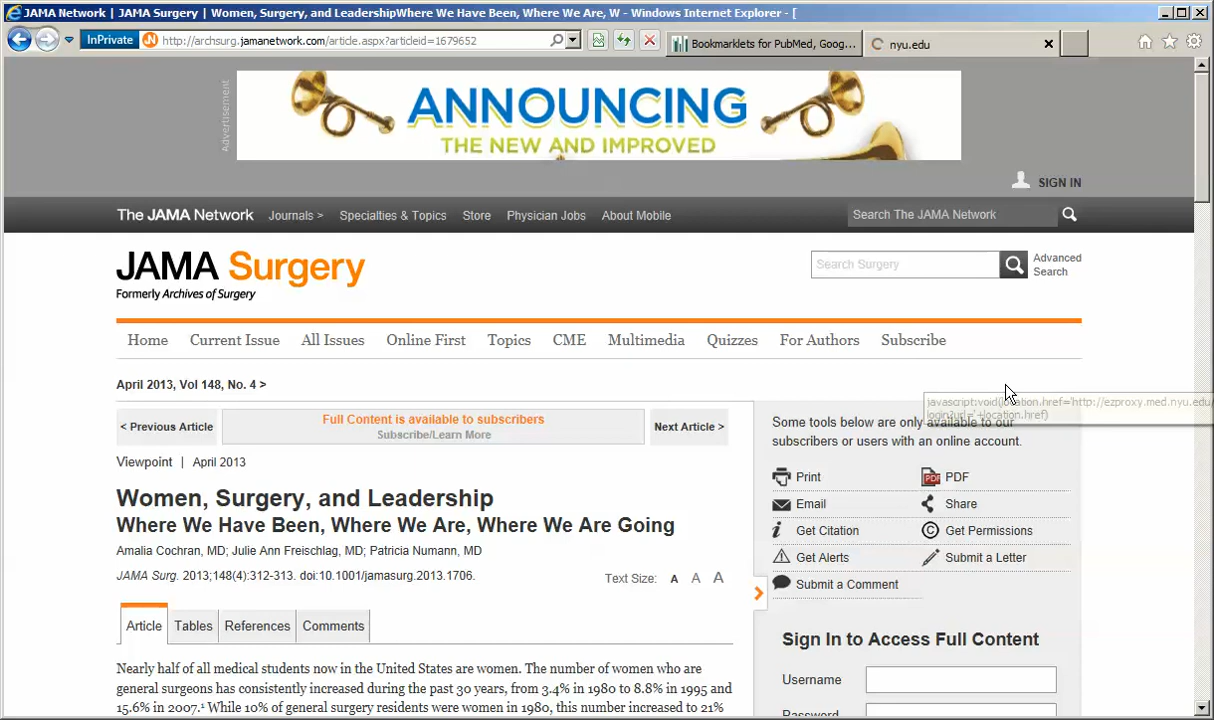 JAMA Network | JAMA Surgery | Women, Surgery, and LeadershipWhere We Have Been, Where We Are, W - Windows Internet Explorer - [
InPrivate http://archsurg.jamanetwork.com/article.aspx?articleid=1679652 Bookmarklets for PubMed, Goog... nyu.edu
Advertisement
ANNOUNCING
THE NEW AND IMPROVED
SIGN IN
The JAMA Network Journals > Specialties & Topics Store Physician Jobs About Mobile Search The JAMA Network
JAMA Surgery
Formerly Archives of Surgery
Search Surgery
Advanced
Search
Home Current Issue All Issues Online First Topics CME Multimedia Quizzes For Authors Subscribe
April 2013, Vol 148, No. 4 >
javascript:void(location.href='http://ezproxy.med.nyu.edu/
login?url='+location.href)
< Previous Article
Full Content is available to subscribers
Subscribe/Learn More
Next Article >
Some tools below are only available to our
subscribers or users with an online account.
Viewpoint | April 2013
Women, Surgery, and Leadership
Where We Have Been, Where We Are, Where We Are Going
Amalia Cochran, MD; Julie Ann Freischlag, MD; Patricia Numann, MD
JAMA Surg. 2013;148(4):312-313. doi:10.1001/jamasurg.2013.1706.
Text Size: A A A
Print PDF
Email Share
Get Citation Get Permissions
Get Alerts Submit a Letter
Submit a Comment
Article Tables References Comments
Nearly half of all medical students now in the United States are women. The number of women who are
general surgeons has consistently increased during the past 30 years, from 3.4% in 1980 to 8.8% in 1995 and
15.6% in 2007.¹ While 10% of general surgery residents were women in 1980, this number increased to 21%
Sign In to Access Full Content
Username
Password